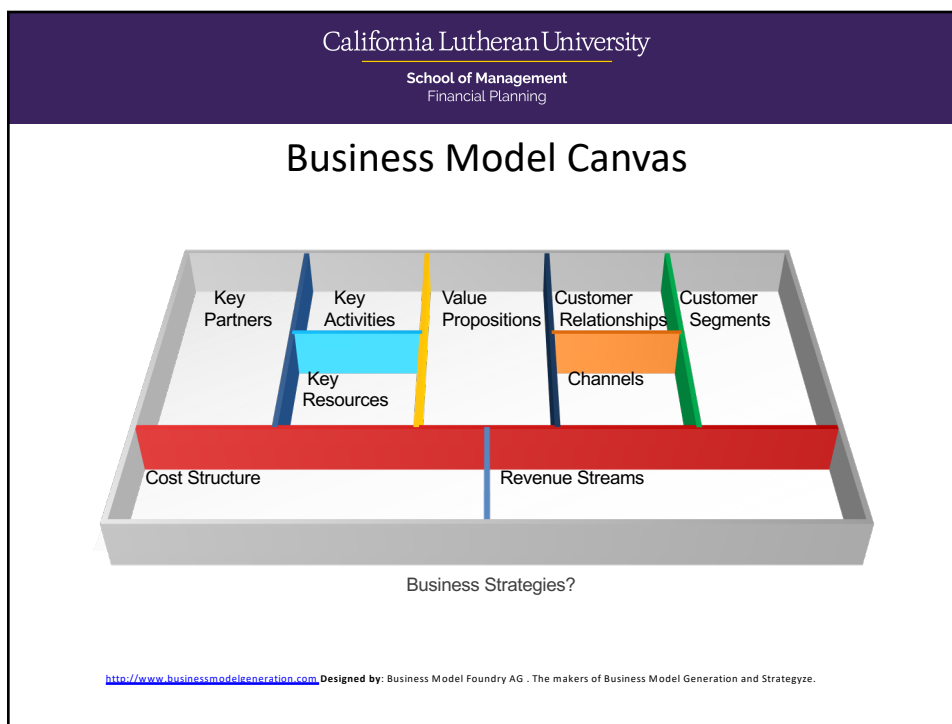 California Lutheran University
School of Management
Financial Planning
Business Model Canvas
Key
Partners
Key
Activities
Key
Resources
Value
Propositions
Customer
Relationships
Channels
Customer
Segments
Cost Structure
Revenue Streams
Business Strategies?
http://www.businessmodelgeneration.com Designed by: Business Model Foundry AG . The makers of Business Model Generation and Strategyze.